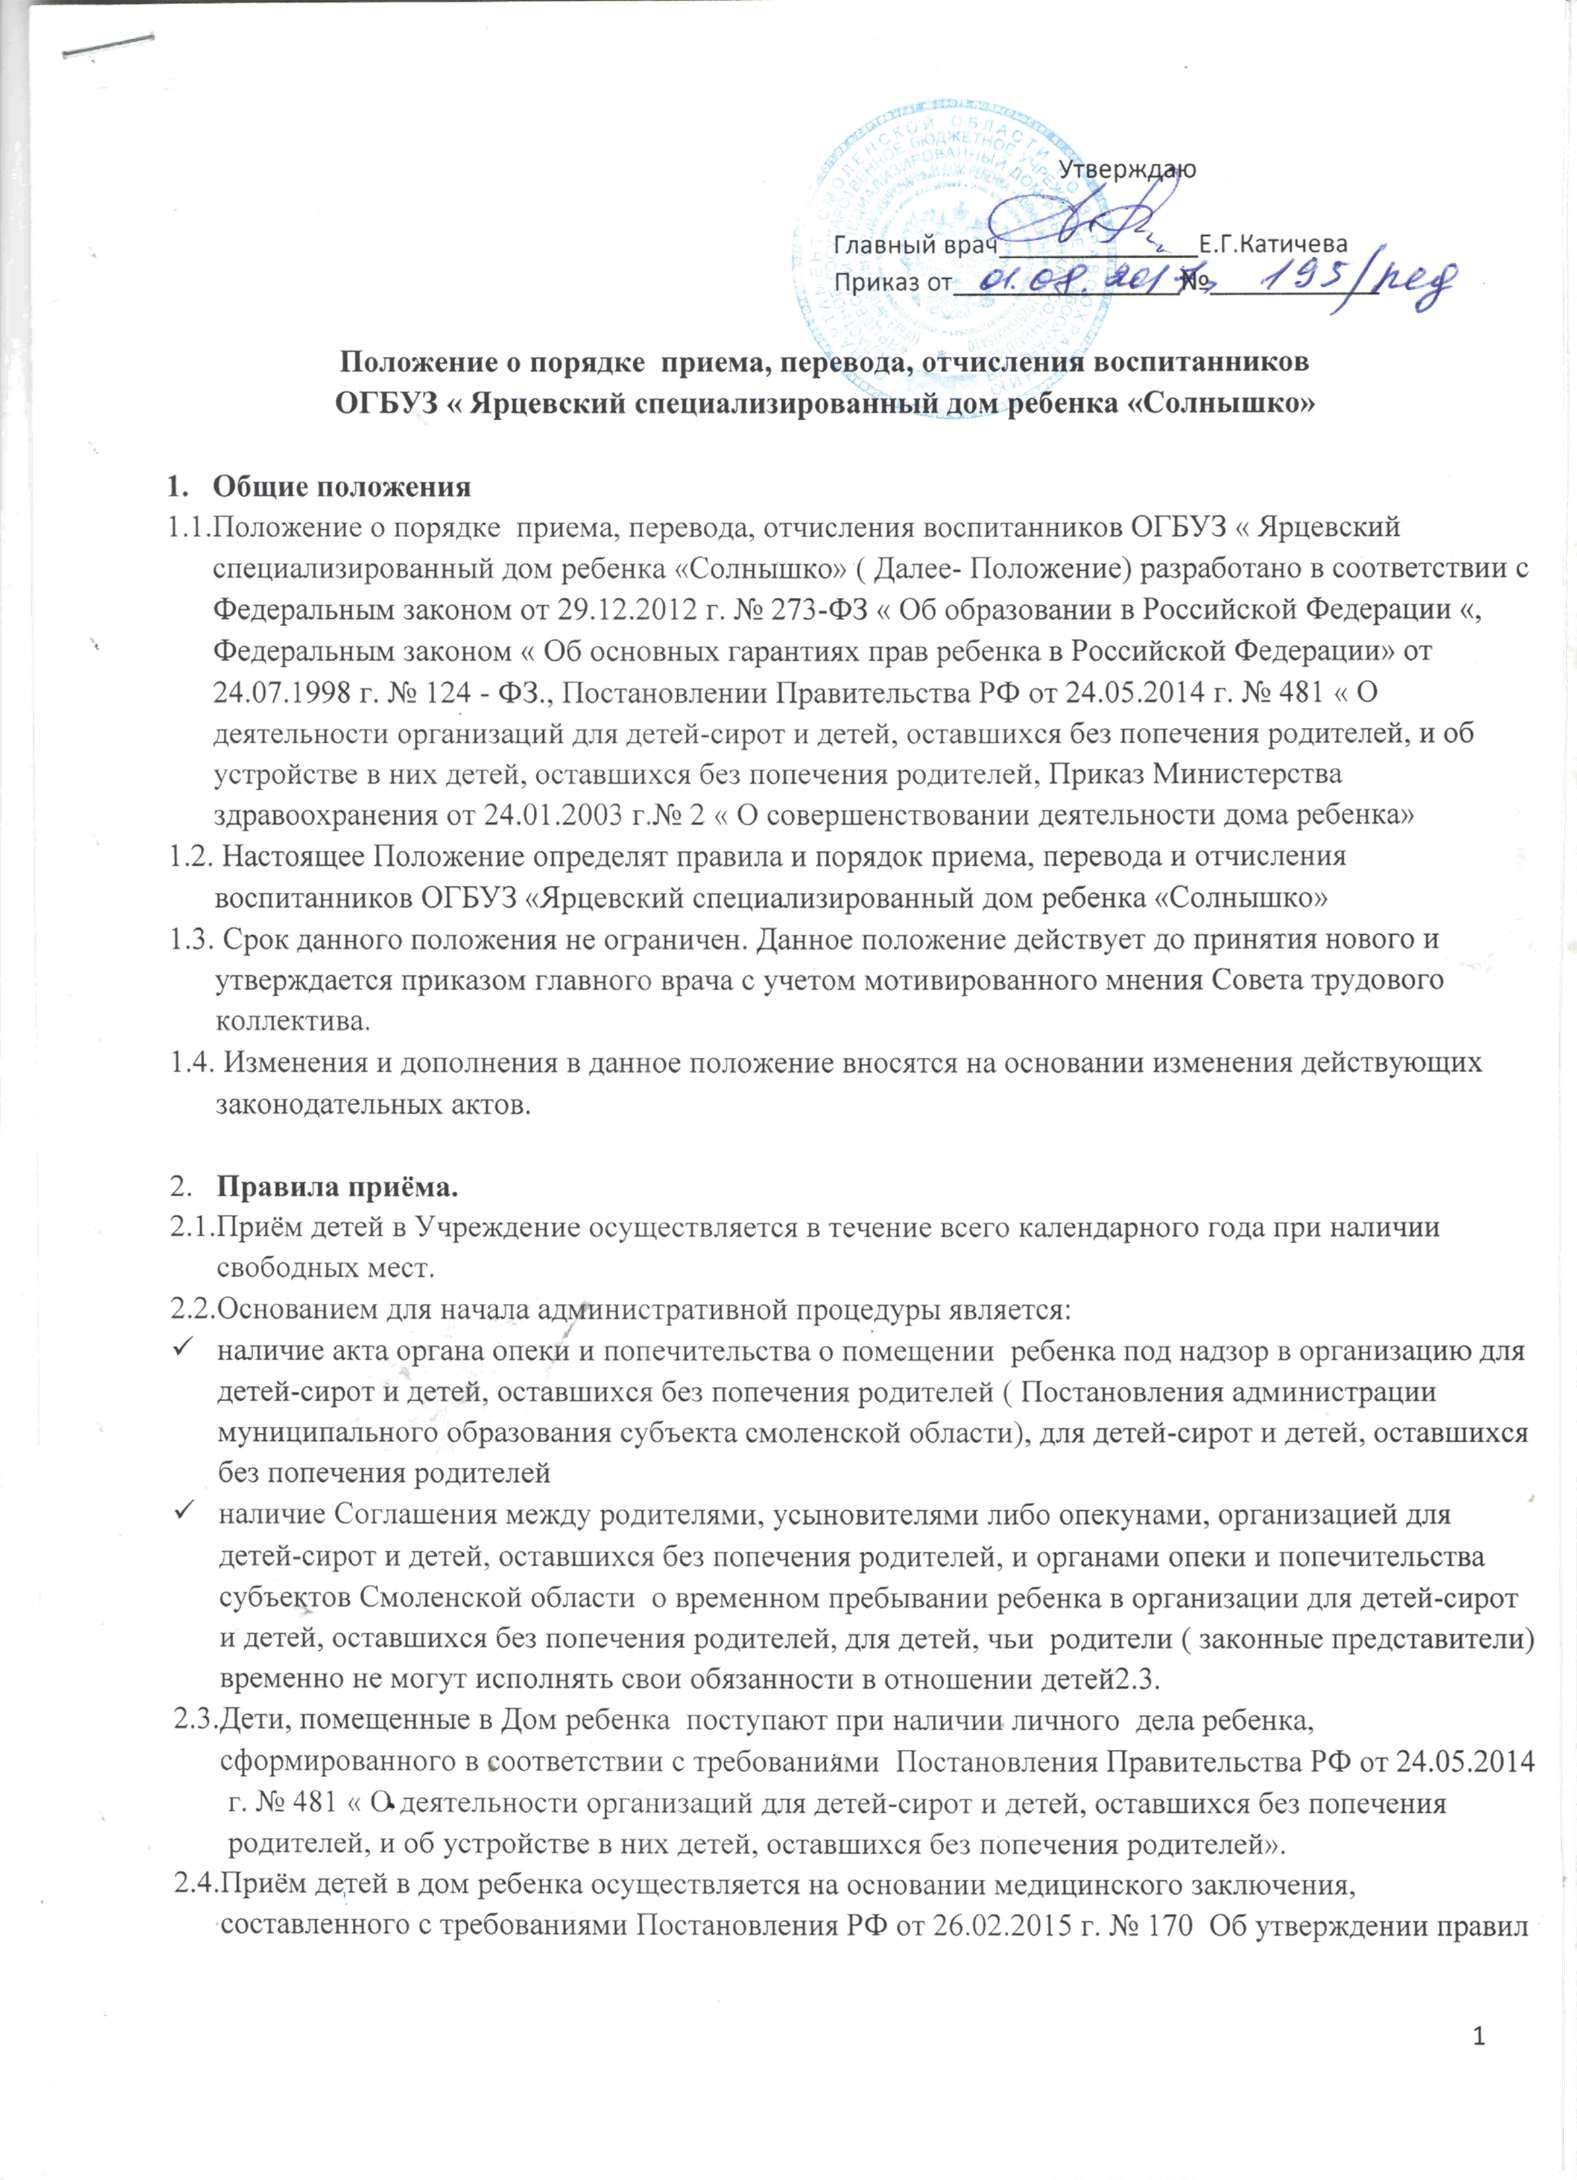 Утверждаю
Главный врач______________Е.Г.Катичева
Приказ от 01.08.2017 № 195/пед
Положение о порядке приема, перевода, отчисления воспитанников
ОГБУЗ « Ярцевский специализированный дом ребенка «Солнышко»
1. Общие положения
1.1.Положение о порядке приема, перевода, отчисления воспитанников ОГБУЗ « Ярцевский
специализированный дом ребенка «Солнышко» ( Далее- Положение) разработано в соответствии с
Федеральным законом от 29.12.2012 г. № 273-ФЗ « Об образовании в Российской Федерации «,
Федеральным законом « Об основных гарантиях прав ребенка в Российской Федерации» от
24.07.1998 г. № 124 - ФЗ., Постановлении Правительства РФ от 24.05.2014 г. № 481 « О
деятельности организаций для детей-сирот и детей, оставшихся без попечения родителей, и об
устройстве в них детей, оставшихся без попечения родителей, Приказ Министерства
здравоохранения от 24.01.2003 г.№ 2 « О совершенствовании деятельности дома ребенка»
1.2. Настоящее Положение определят правила и порядок приема, перевода и отчисления
воспитанников ОГБУЗ «Ярцевский специализированный дом ребенка «Солнышко»
1.3. Срок данного положения не ограничен. Данное положение действует до принятия нового и
утверждается приказом главного врача с учетом мотивированного мнения Совета трудового
коллектива.
1.4. Изменения и дополнения в данное положение вносятся на основании изменения действующих
законодательных актов.
2. Правила приёма.
2.1.Приём детей в Учреждение осуществляется в течение всего календарного года при наличии
свободных мест.
2.2.Основанием для начала административной процедуры является:
✓ наличие акта органа опеки и попечительства о помещении ребенка под надзор в организацию для
детей-сирот и детей, оставшихся без попечения родителей ( Постановления администрации
муниципального образования субъекта смоленской области), для детей-сирот и детей, оставшихся
без попечения родителей
✓ наличие Соглашения между родителями, усыновителями либо опекунами, организацией для
детей-сирот и детей, оставшихся без попечения родителей, и органами опеки и попечительства
субъектов Смоленской области о временном пребывании ребенка в организации для детей-сирот
и детей, оставшихся без попечения родителей, для детей, чьи родители ( законные представители)
временно не могут исполнять свои обязанности в отношении детей2.3.
2.3.Дети, помещенные в Дом ребенка поступают при наличии личного дела ребенка,
сформированного в соответствии с требованиями Постановления Правительства РФ от 24.05.2014
г. № 481 « О деятельности организаций для детей-сирот и детей, оставшихся без попечения
родителей, и об устройстве в них детей, оставшихся без попечения родителей».
2.4.Приём детей в дом ребенка осуществляется на основании медицинского заключения,
составленного с требованиями Постановления РФ от 26.02.2015 г. № 170 Об утверждении правил
1